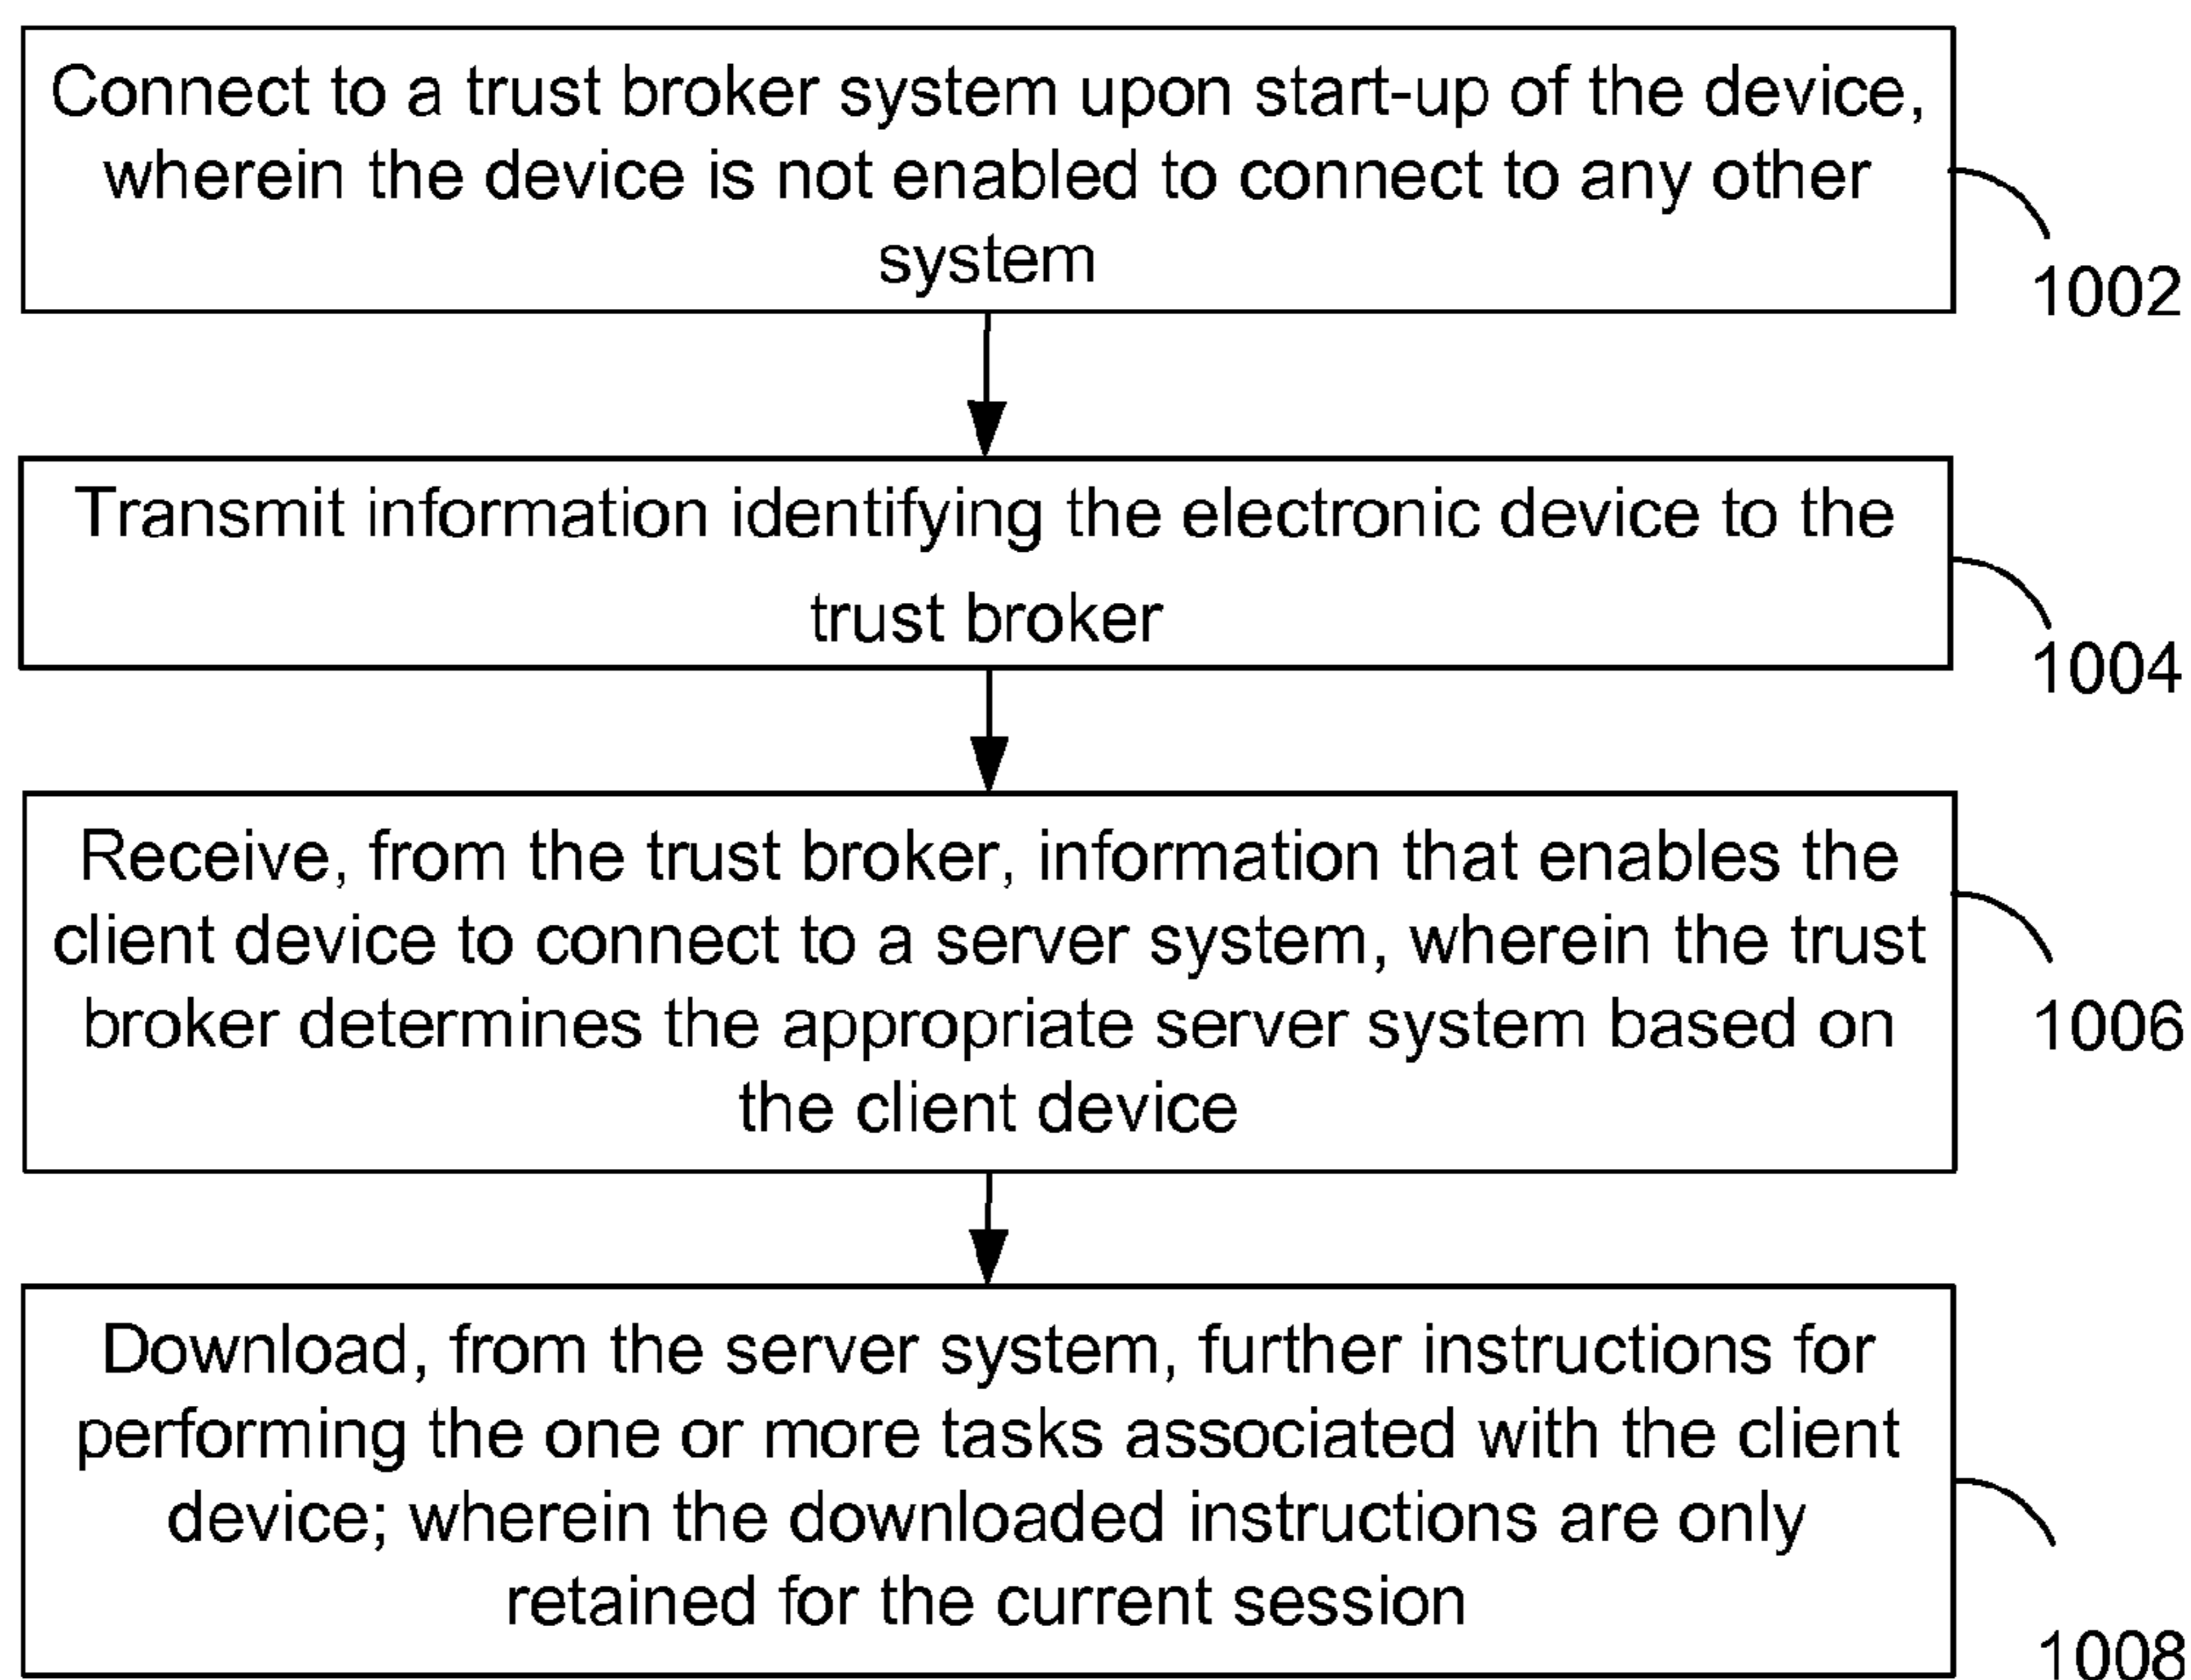 Connect to a trust broker system upon start-up of the device,
wherein the device is not enabled to connect to any other
system
1002
Transmit information identifying the electronic device to the
trust broker
1004
Receive, from the trust broker, information that enables the
client device to connect to a server system, wherein the trust
broker determines the appropriate server system based on
the client device
1006
Download, from the server system, further instructions for
performing the one or more tasks associated with the client
device; wherein the downloaded instructions are only
retained for the current session
1008